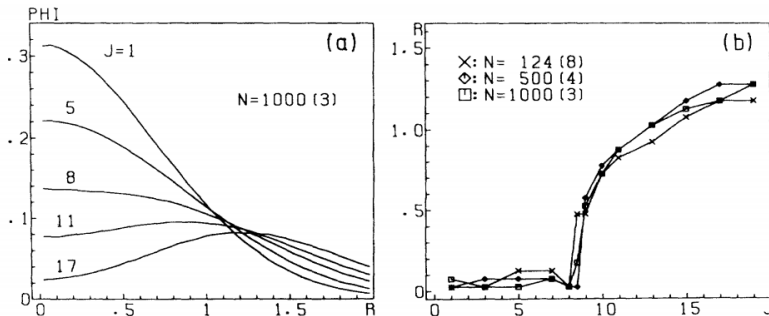 PHI
(a)
J=1
.3
N=1000(3)
5
.2
8
.1
11
17
0
0
.5
1
1.5
R
R
(b)
1.5
×: N= 124(8)
◇: N= 500(4)
□: N=1000(3)
1.0
.5
0
0
5
10
15
J